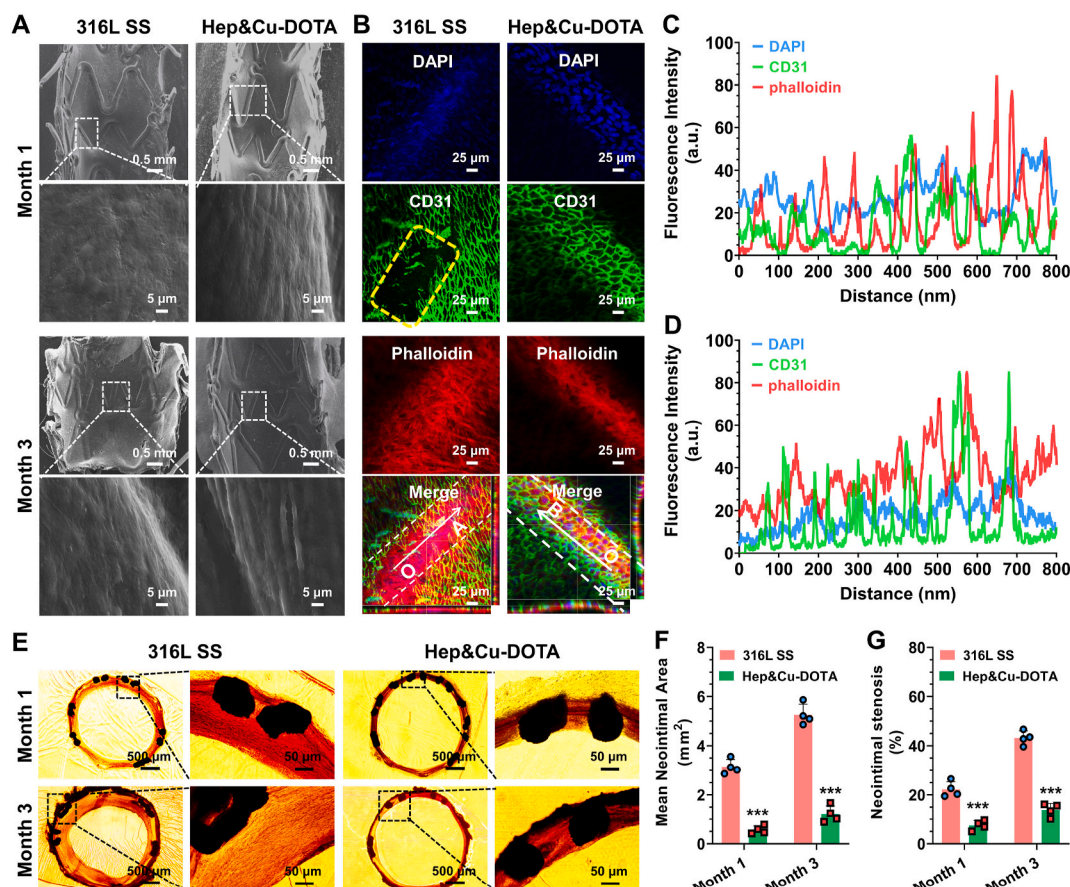 A
316L SS
Hep&Cu-DOTA
Month 1
0.5 mm
0.5 mm
5 μm
5 μm
Month 3
0.5 mm
0.5 mm
5 μm
5 μm
B
316L SS
Hep&Cu-DOTA
DAPI
DAPI
25 μm
25 μm
CD31
CD31
25 μm
25 μm
Phalloidin
Phalloidin
25 μm
25 μm
Merge
Merge
A
B
O
O
25 μm
25 μm
C
Fluorescence Intensity
(a.u.)
100
80
60
40
20
0
DAPI
CD31
phalloidin
0 100 200 300 400 500 600 700 800
Distance (nm)
D
Fluorescence Intensity
(a.u.)
100
80
60
40
20
0
DAPI
CD31
phalloidin
0 100 200 300 400 500 600 700 800
Distance (nm)
E
316L SS
Hep&Cu-DOTA
Month 1
500 μm
50 μm
500 μm
50 μm
Month 3
500 μm
50 μm
500 μm
50 μm
F
316L SS
Hep&Cu-DOTA
Mean Neointimal Area
(mm²)
8
6
4
2
0
***
***
Month 1
Month 3
G
316L SS
Hep&Cu-DOTA
Neointimal stenosis
(%)
80
60
40
20
0
***
***
Month 1
Month 3